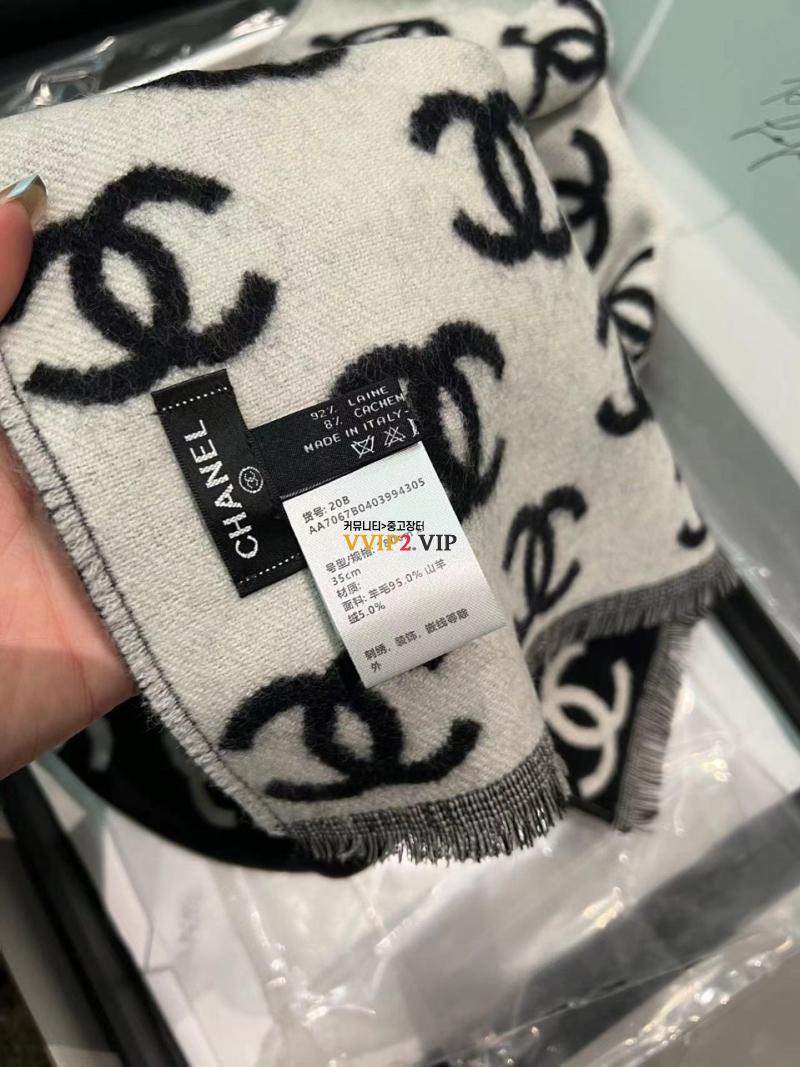 CHANEL
92% LAINE
8% CACHEM
MADE IN ITALY
货号: 20B
AA7067B0403994305
커뮤니티>중고장터
VVIP2.VIP
号型/规格:
35cm
材质:
面料: 羊毛95.0% 山羊
绒5.0%
刺绣, 装饰, 嵌线等除
外